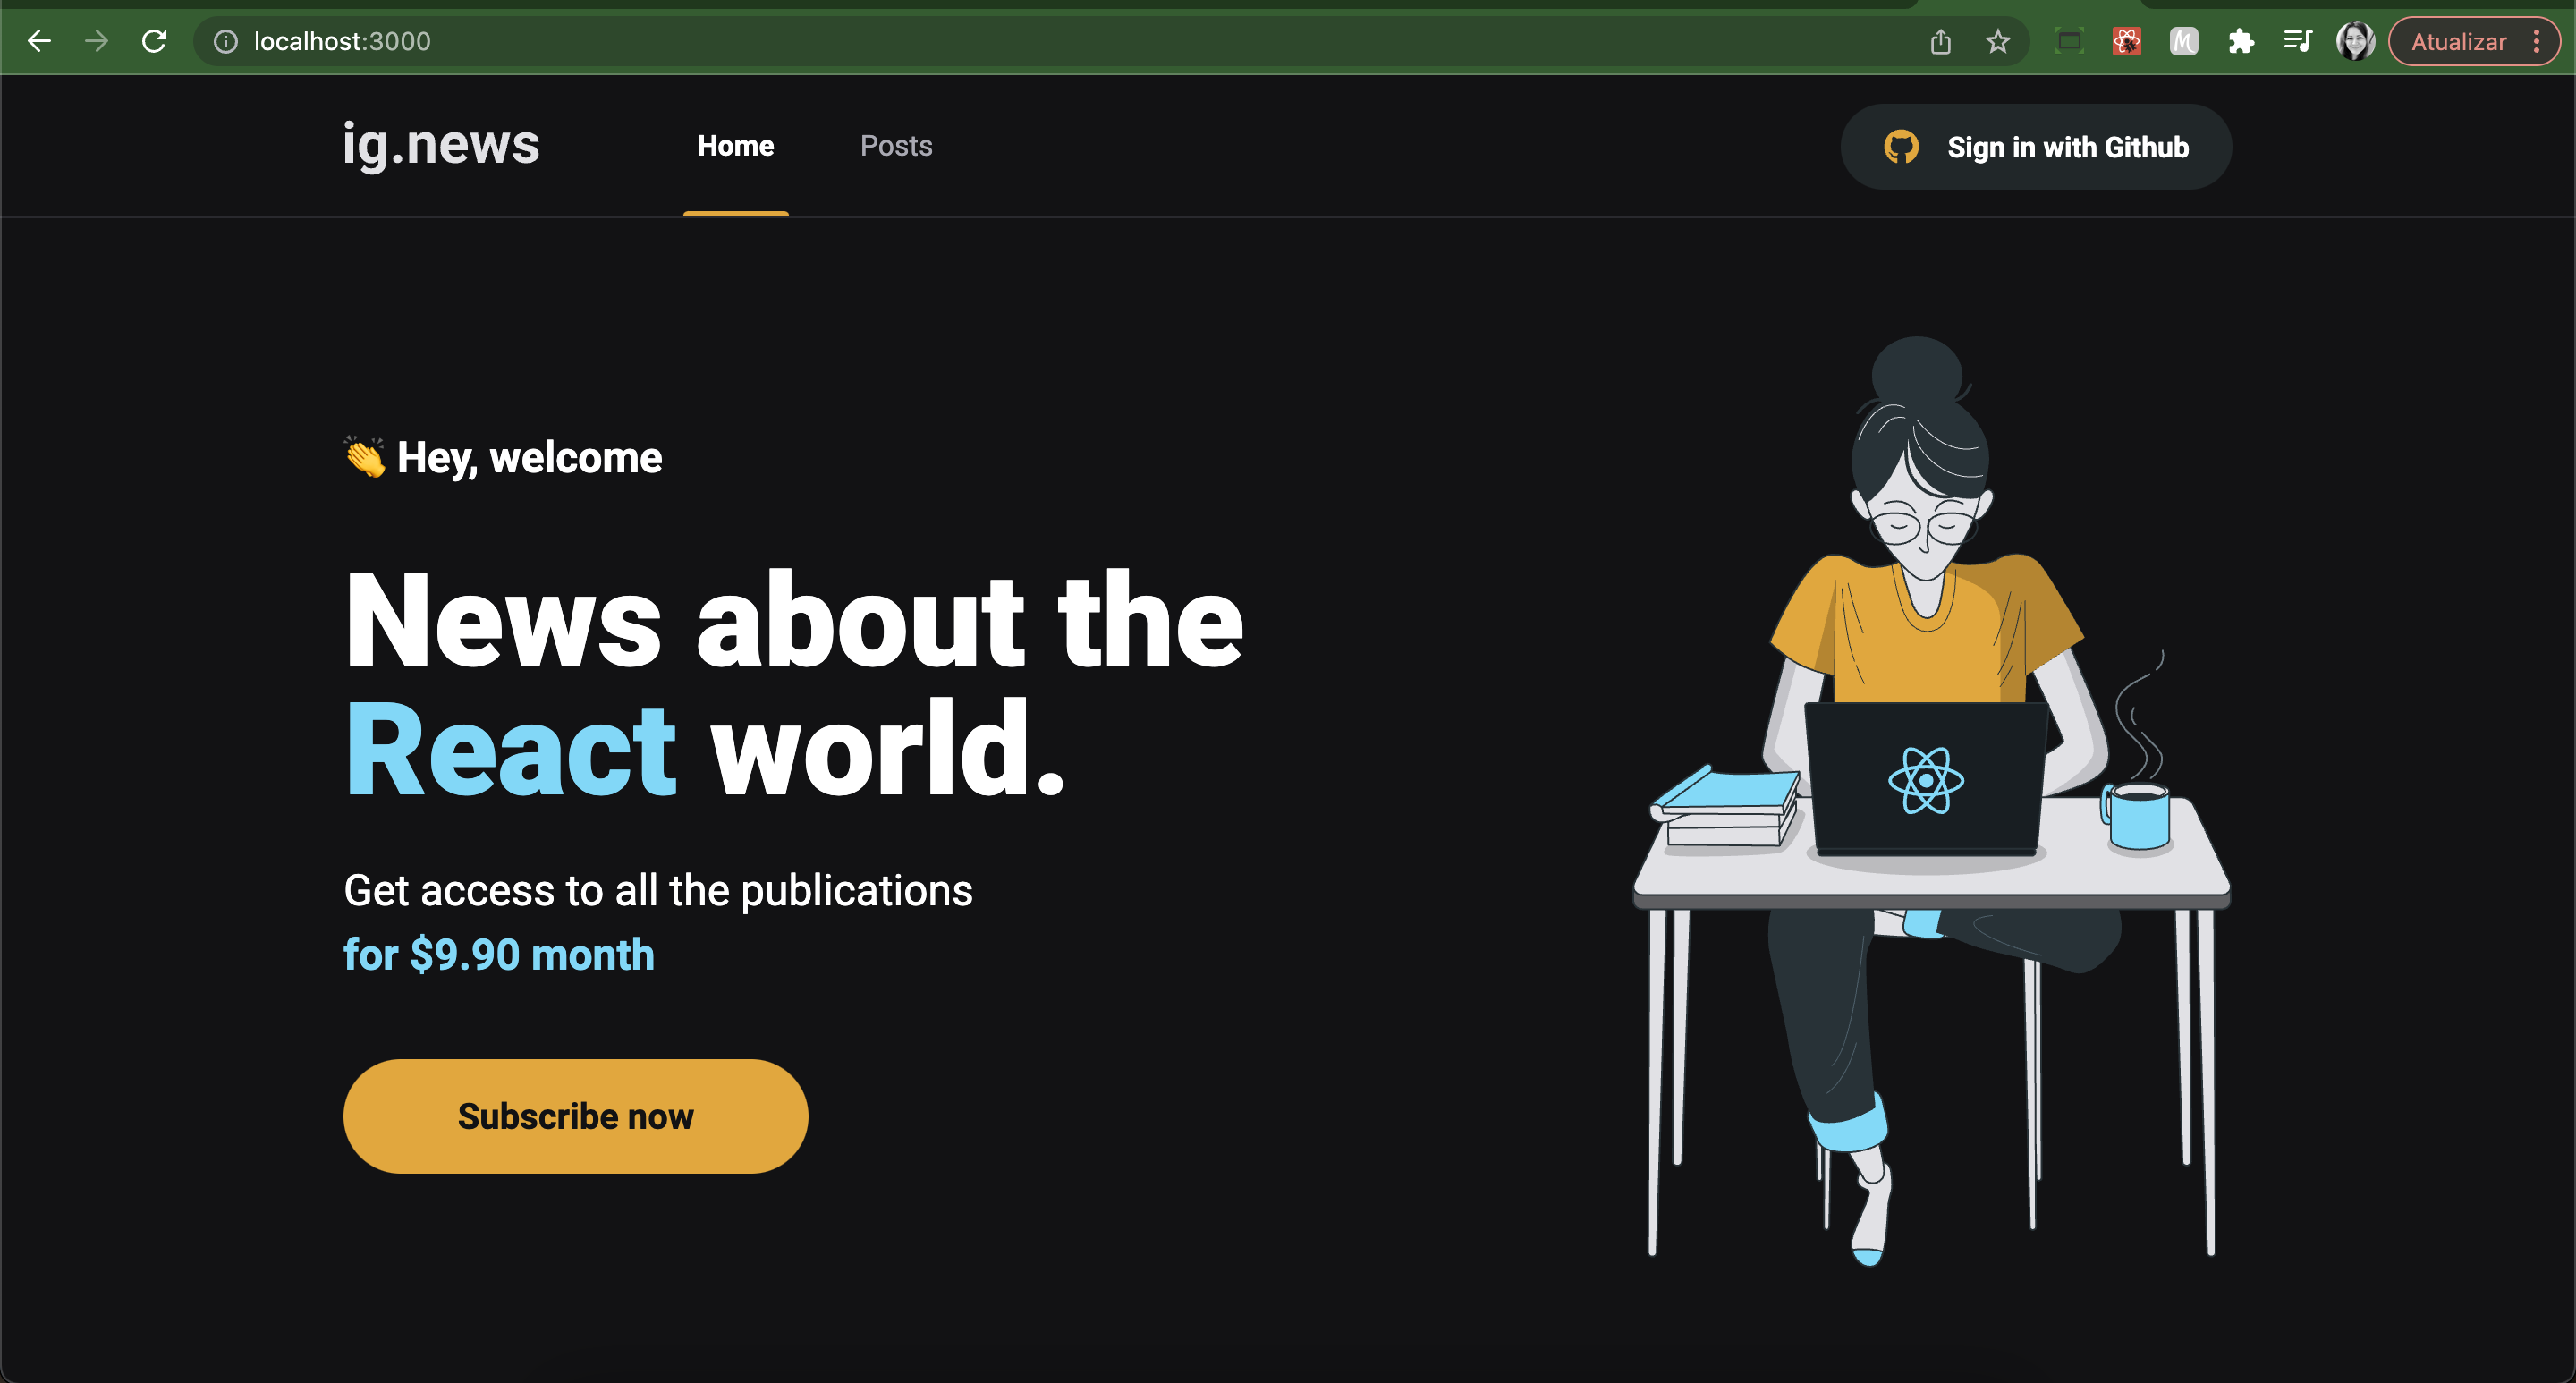 localhost:3000
Atualizar
ig.news
Home
Posts
Sign in with Github
👏 Hey, welcome
News about the
React world.
Get access to all the publications
for $9.90 month
Subscribe now